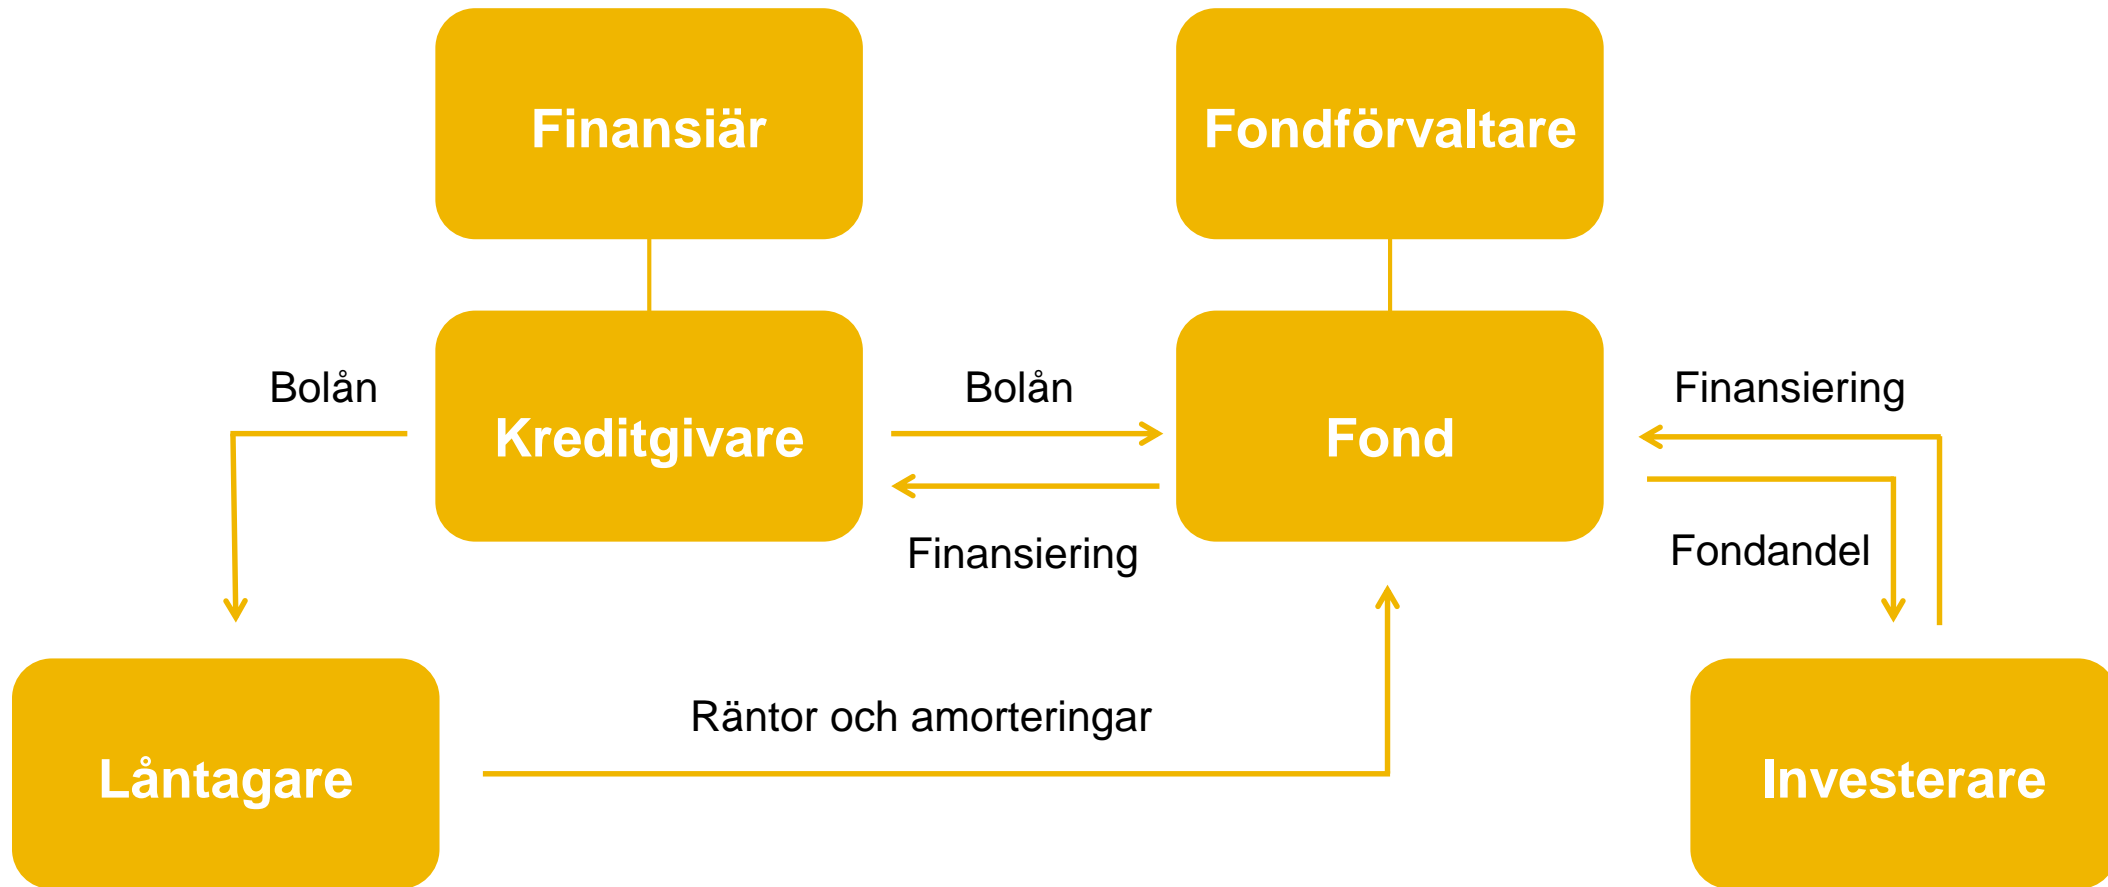 Finansiär
Fondförvaltare
Bolån
Kreditgivare
Bolån
Fond
Finansiering
Finansiering
Fondandel
Räntor och amorteringar
Låntagare
Investerare